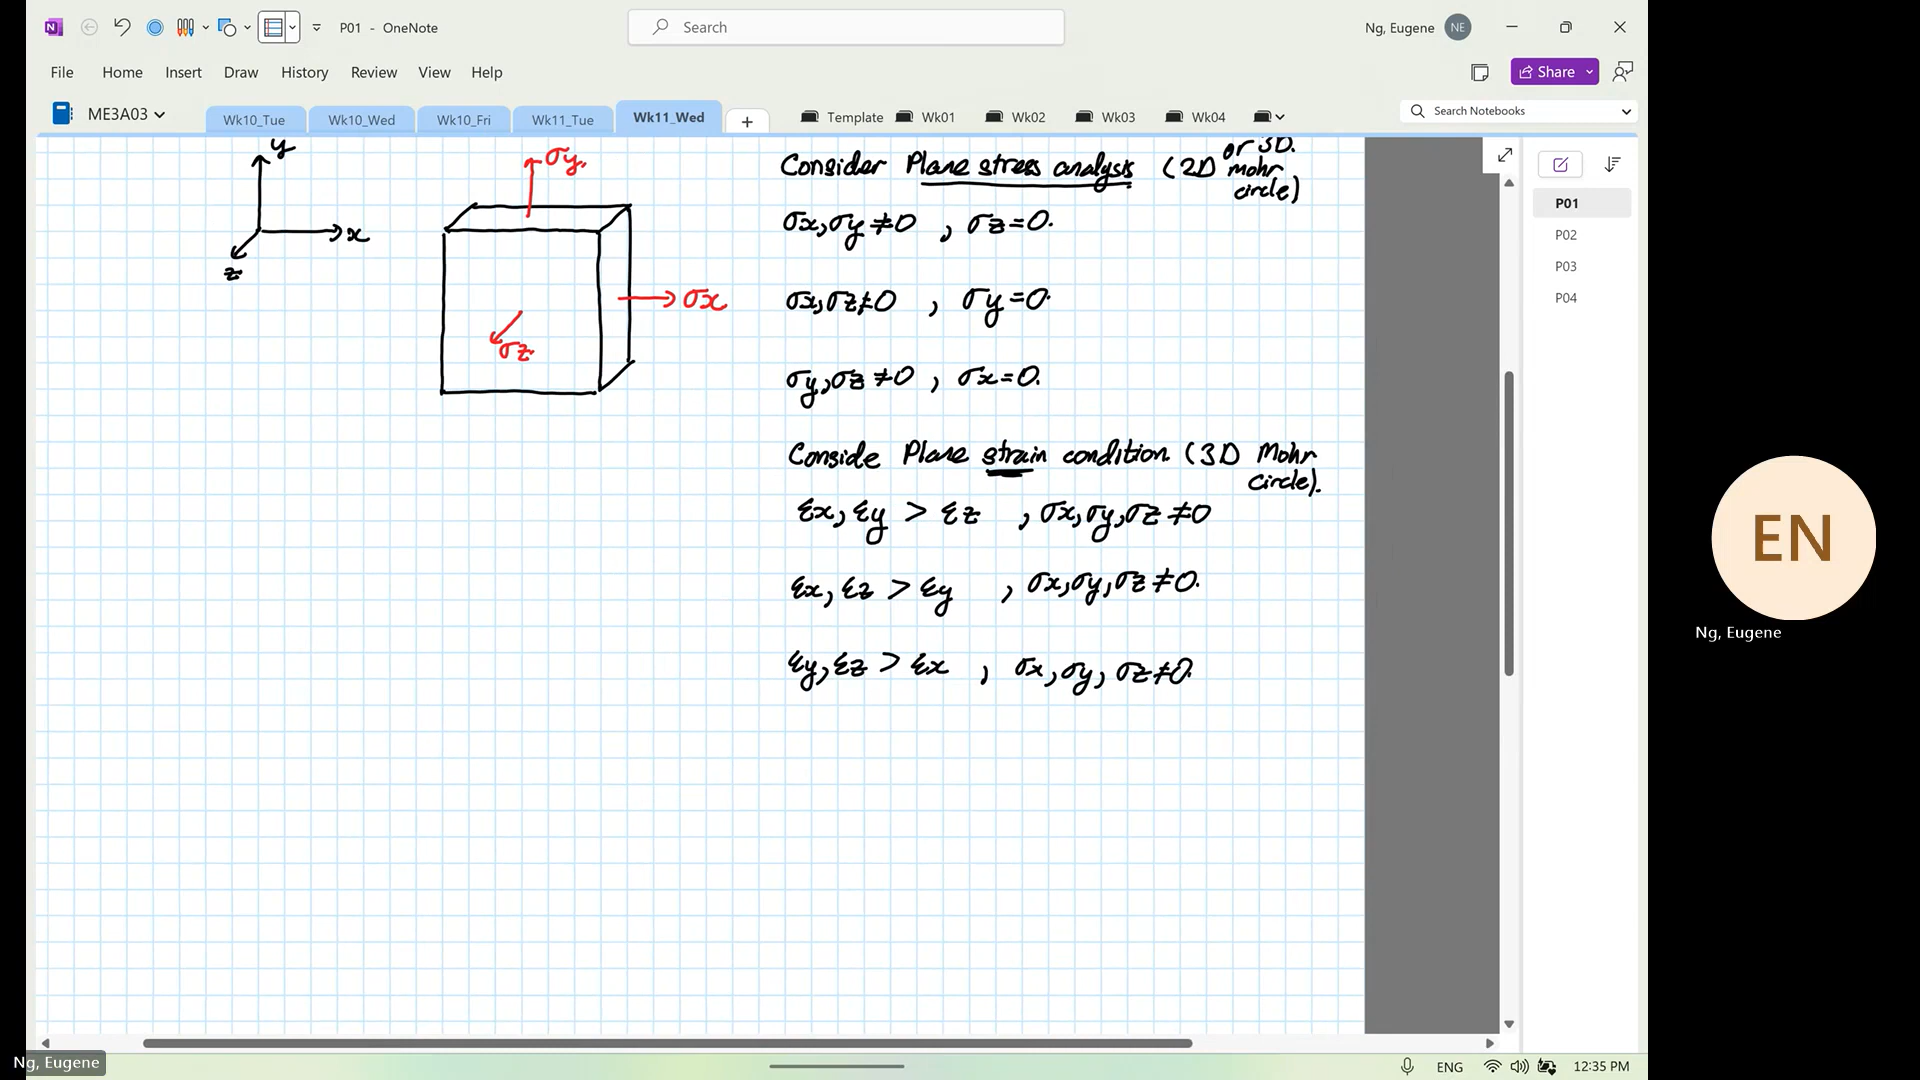 P01 - OneNote
Search
Ng, Eugene
NE
File Home Insert Draw History Review View Help
Share
ME3A03
Wk10_Tue Wk10_Wed Wk10_Fri Wk11_Tue Wk11_Wed
Template Wk01 Wk02 Wk03 Wk04
Search Notebooks
P01
P02
P03
P04
y
x
z
σy.
σx
σz
Consider Plane stress analysis (2D or 3D. mohr circle)
σx,σy≠0 , σz=0.
σx,σz≠0 , σy=0.
σy,σz≠0 , σx=0.
Conside Plane strain condition (3D Mohr circle).
εx, εy > εz , σx,σy,σz≠0
εx, εz > εy , σx,σy,σz≠0.
εy, εz > εx , σx,σy, σz≠0.
EN
Ng, Eugene
Ng, Eugene
ENG
12:35 PM